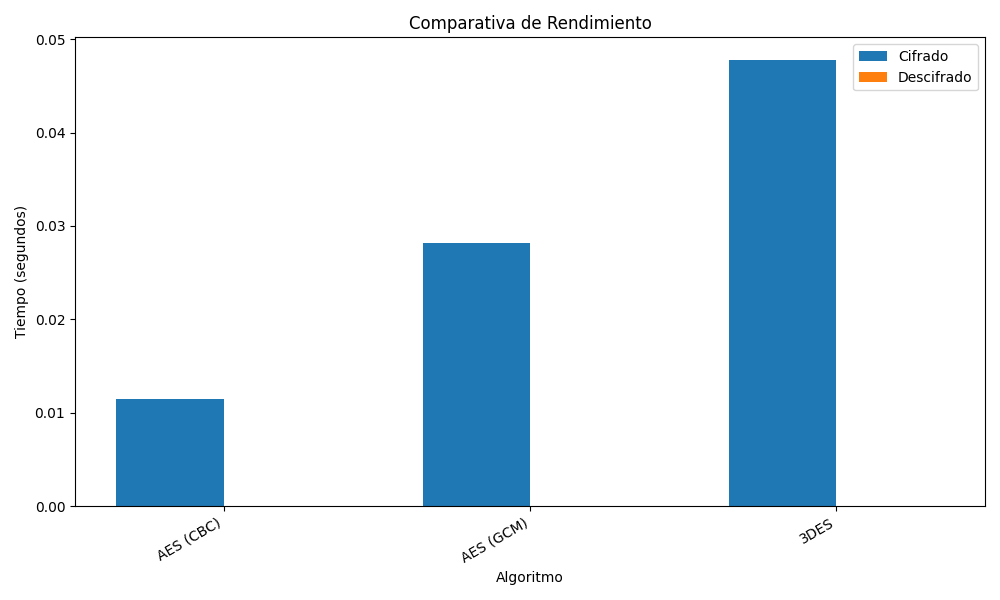 Comparativa de Rendimiento
Cifrado
Descifrado
Tiempo (segundos)
0.05
0.04
0.03
0.02
0.01
0.00
AES (CBC)
AES (GCM)
3DES
Algoritmo